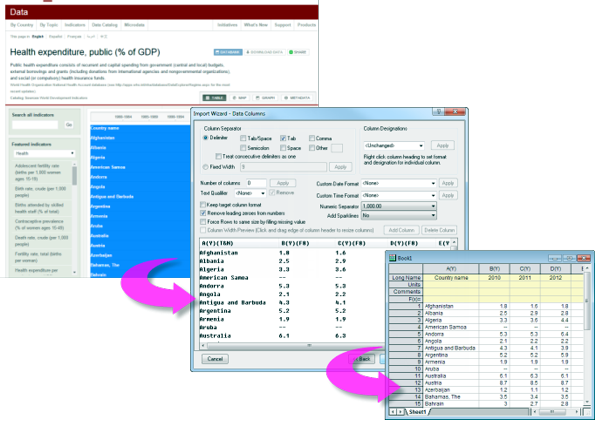 Data
By Country By Topic Indicators Data Catalog Microdata Initiatives What's New Support Products
This page in: English Español Français
Health expenditure, public (% of GDP)
DATABANK DOWNLOAD DATA SHARE
Public health expenditure consists of recurrent and capital spending from government (central and local) budgets,
external borrowings and grants (including donations from international agencies and nongovernmental organizations),
and social (or compulsory) health insurance funds.
TABLE MAP GRAPH METADATA
Search all indicators
Go
Featured indicators
Health
Adolescent fertility rate
(births per 1,000 women
ages 15-19)
Birth rate, crude (per 1,000
people)
Births attended by skilled
health staff (% of total)
Contraceptive prevalence
(% of women ages 15-49)
Death rate, crude (per 1,000
people)
Fertility rate, total (births
per woman)
Health expenditure per
Country name
Afghanistan
Albania
Algeria
American Samoa
Andorra
Angola
Antigua and Barbuda
Argentina
Armenia
Aruba
Australia
Austria
Azerbaijan
Bahamas, The
Bahrain
Import Wizard - Data Columns
Column Separator
Delimiter Tab/Space Tab Comma
Semicolon Space Other
Treat consecutive delimiters as one
Fixed Width 5 Apply
Column Designations
<Unchanged> Apply
Right click column heading to set format
and designation for individual column.
Number of columns 0 Apply
Text Qualifier <None> Remove
Custom Date Format <None> Apply
Custom Time Format <None> Apply
Numeric Separator 1,000.00
Add Sparklines No
Keep target column format
Remove leading zeroes from numbers
Force Rows to same size by filling missing value
Column Width Preview (Click and drag edge of column header to resize columns) Add Column Delete Column
A(Y)(T&N) B(Y)(F8) C(Y)(F8) D(Y)(F8) E(Y
Afghanistan 1.8 1.6
Albania 2.5 2.9
Algeria 3.3 3.6
American Samoa -- --
Andorra 5.3 5.3
Angola 2.1 2.2
Antigua and Barbuda 4.3 4.1
Argentina 5.2 5.2
Armenia 1.9 1.9
Aruba -- --
Australia 6.1 6.3
Cancel << Back
Book1
A(Y) B(Y) C(Y) D(Y)
Long Name Country name 2010 2011 2012
Units
Comments
F(x)
1 Afghanistan 1.8 1.6 1.8
2 Albania 2.5 2.9 2.8
3 Algeria 3.3 3.6 4.4
4 American Samoa -- -- --
5 Andorra 5.3 5.3 6.4
6 Angola 2.1 2.2 2.2
7 Antigua and Barbuda 4.3 4.1 3.9
8 Argentina 5.2 5.2 5.9
9 Armenia 1.9 1.9 1.9
10 Aruba -- -- --
11 Australia 6.1 6.3 6.1
12 Austria 8.7 8.5 8.7
13 Azerbaijan 1.2 1.1 1.2
14 Bahamas, The 3.5 3.4 3.5
15 Bahrain 3 2.7 2.8
Sheet1